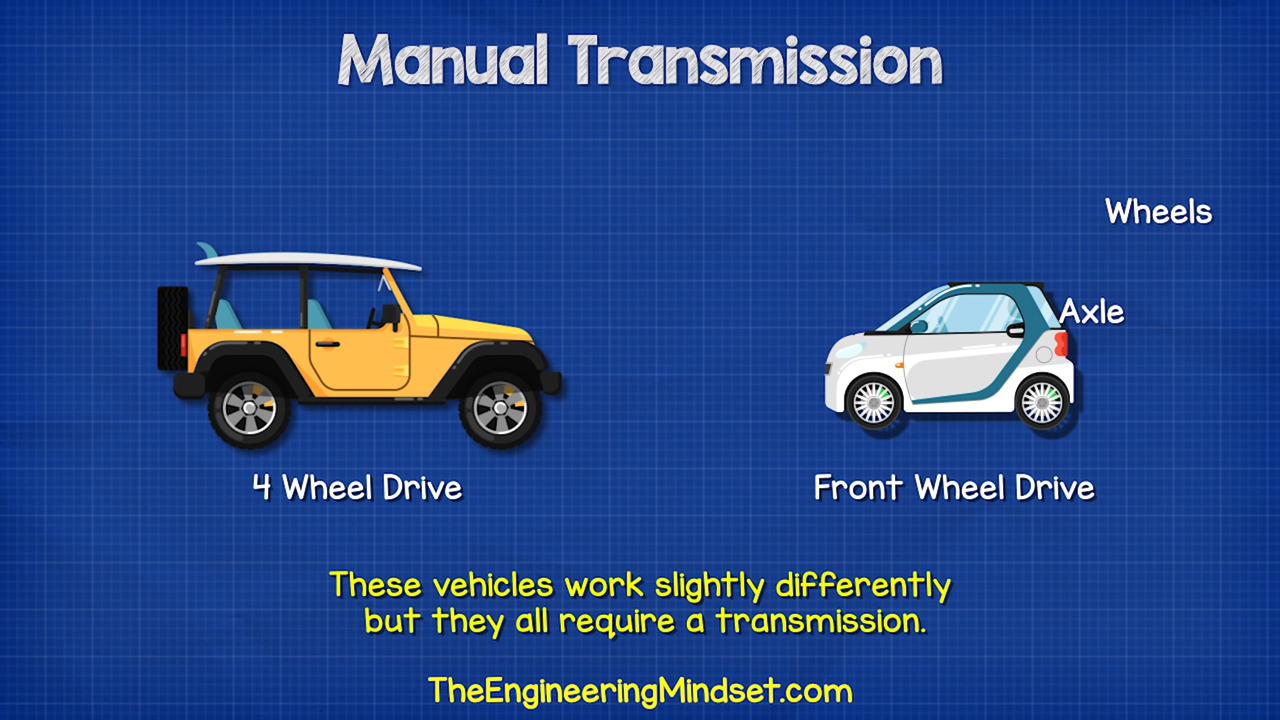 Manual Transmission
Wheels
Axle
4 Wheel Drive
Front Wheel Drive
These vehicles work slightly differently
but they all require a transmission.
TheEngineeringMindset.com